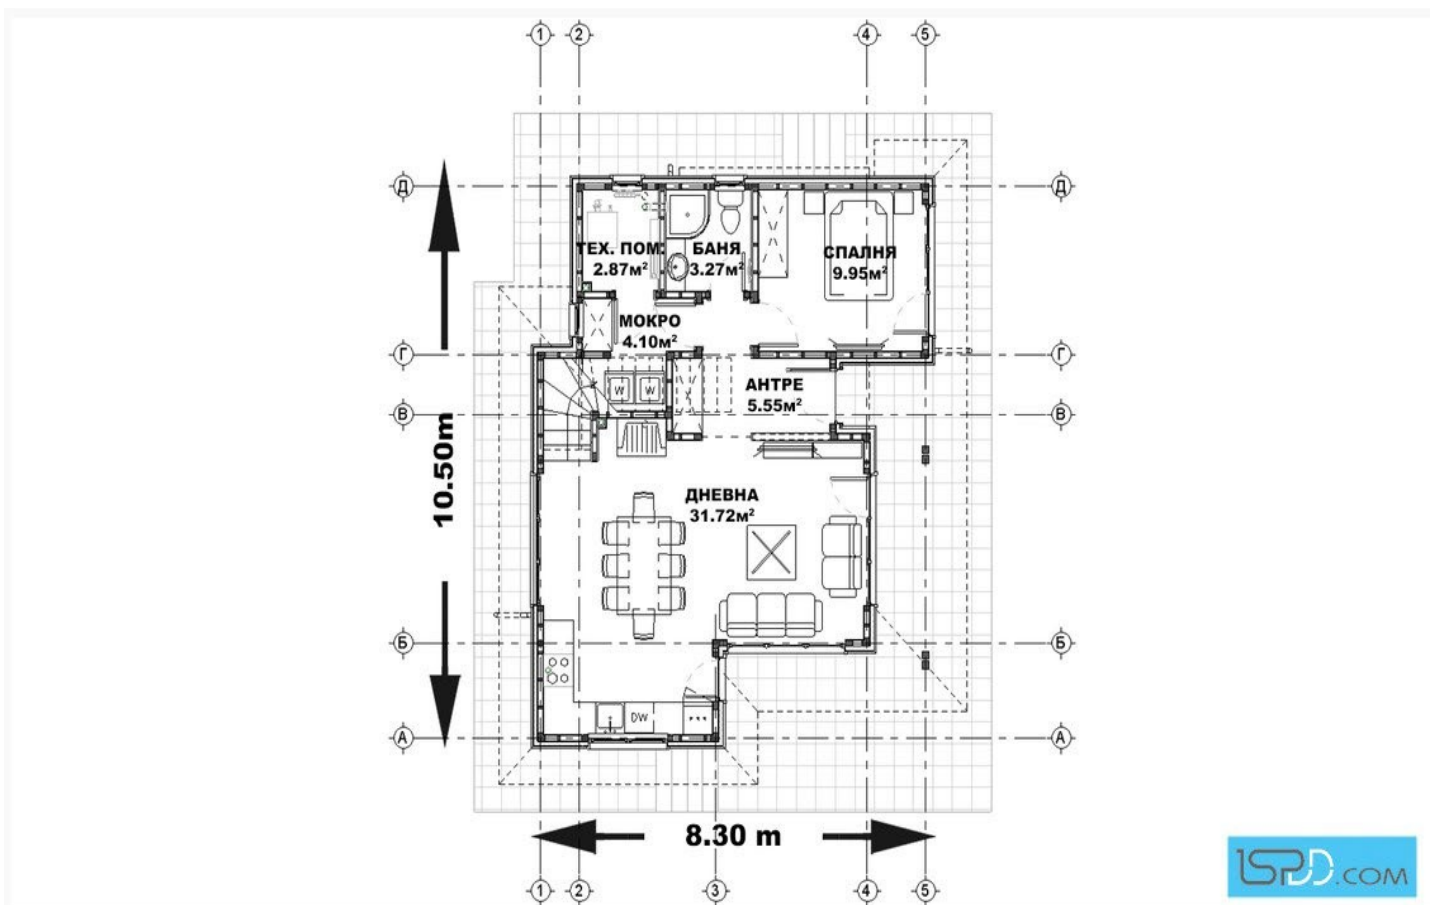 1 2 4 5
Д Д
ТЕХ. ПОМ.
2.87м²
БАНЯ
3.27м²
СПАЛНЯ
9.95м²
МОКРО
4.10м²
Г Г
W W
АНТРЕ
5.55м²
В В
10.50m
ДНЕВНА
31.72м²
Б Б
DW
А А
8.30 m
1 2 3 4 5
1SPDD.COM